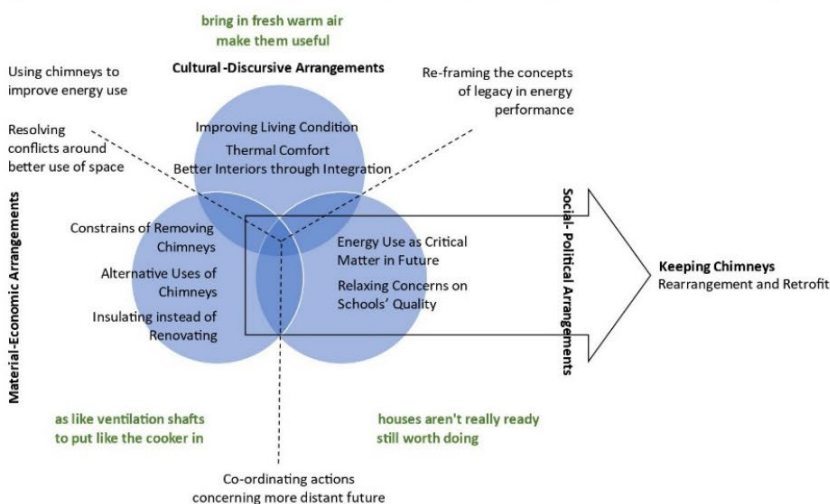 bring in fresh warm air
make them useful
Cultural-Discursive Arrangements
Using chimneys to
improve energy use
Re-framing the concepts
of legacy in energy
performance
Resolving
conflicts around
better use of space
Improving Living Condition
Thermal Comfort
Better Interiors through Integration
Material-Economic Arrangements
Constrains of Removing
Chimneys
Alternative Uses of
Chimneys
Insulating instead of
Renovating
Energy Use as Critical
Matter in Future
Relaxing Concerns on
Schools' Quality
Social- Political Arrangements
Keeping Chimneys
Rearrangement and Retrofit
as like ventilation shafts
to put like the cooker in
houses aren't really ready
still worth doing
Co-ordinating actions
concerning more distant future